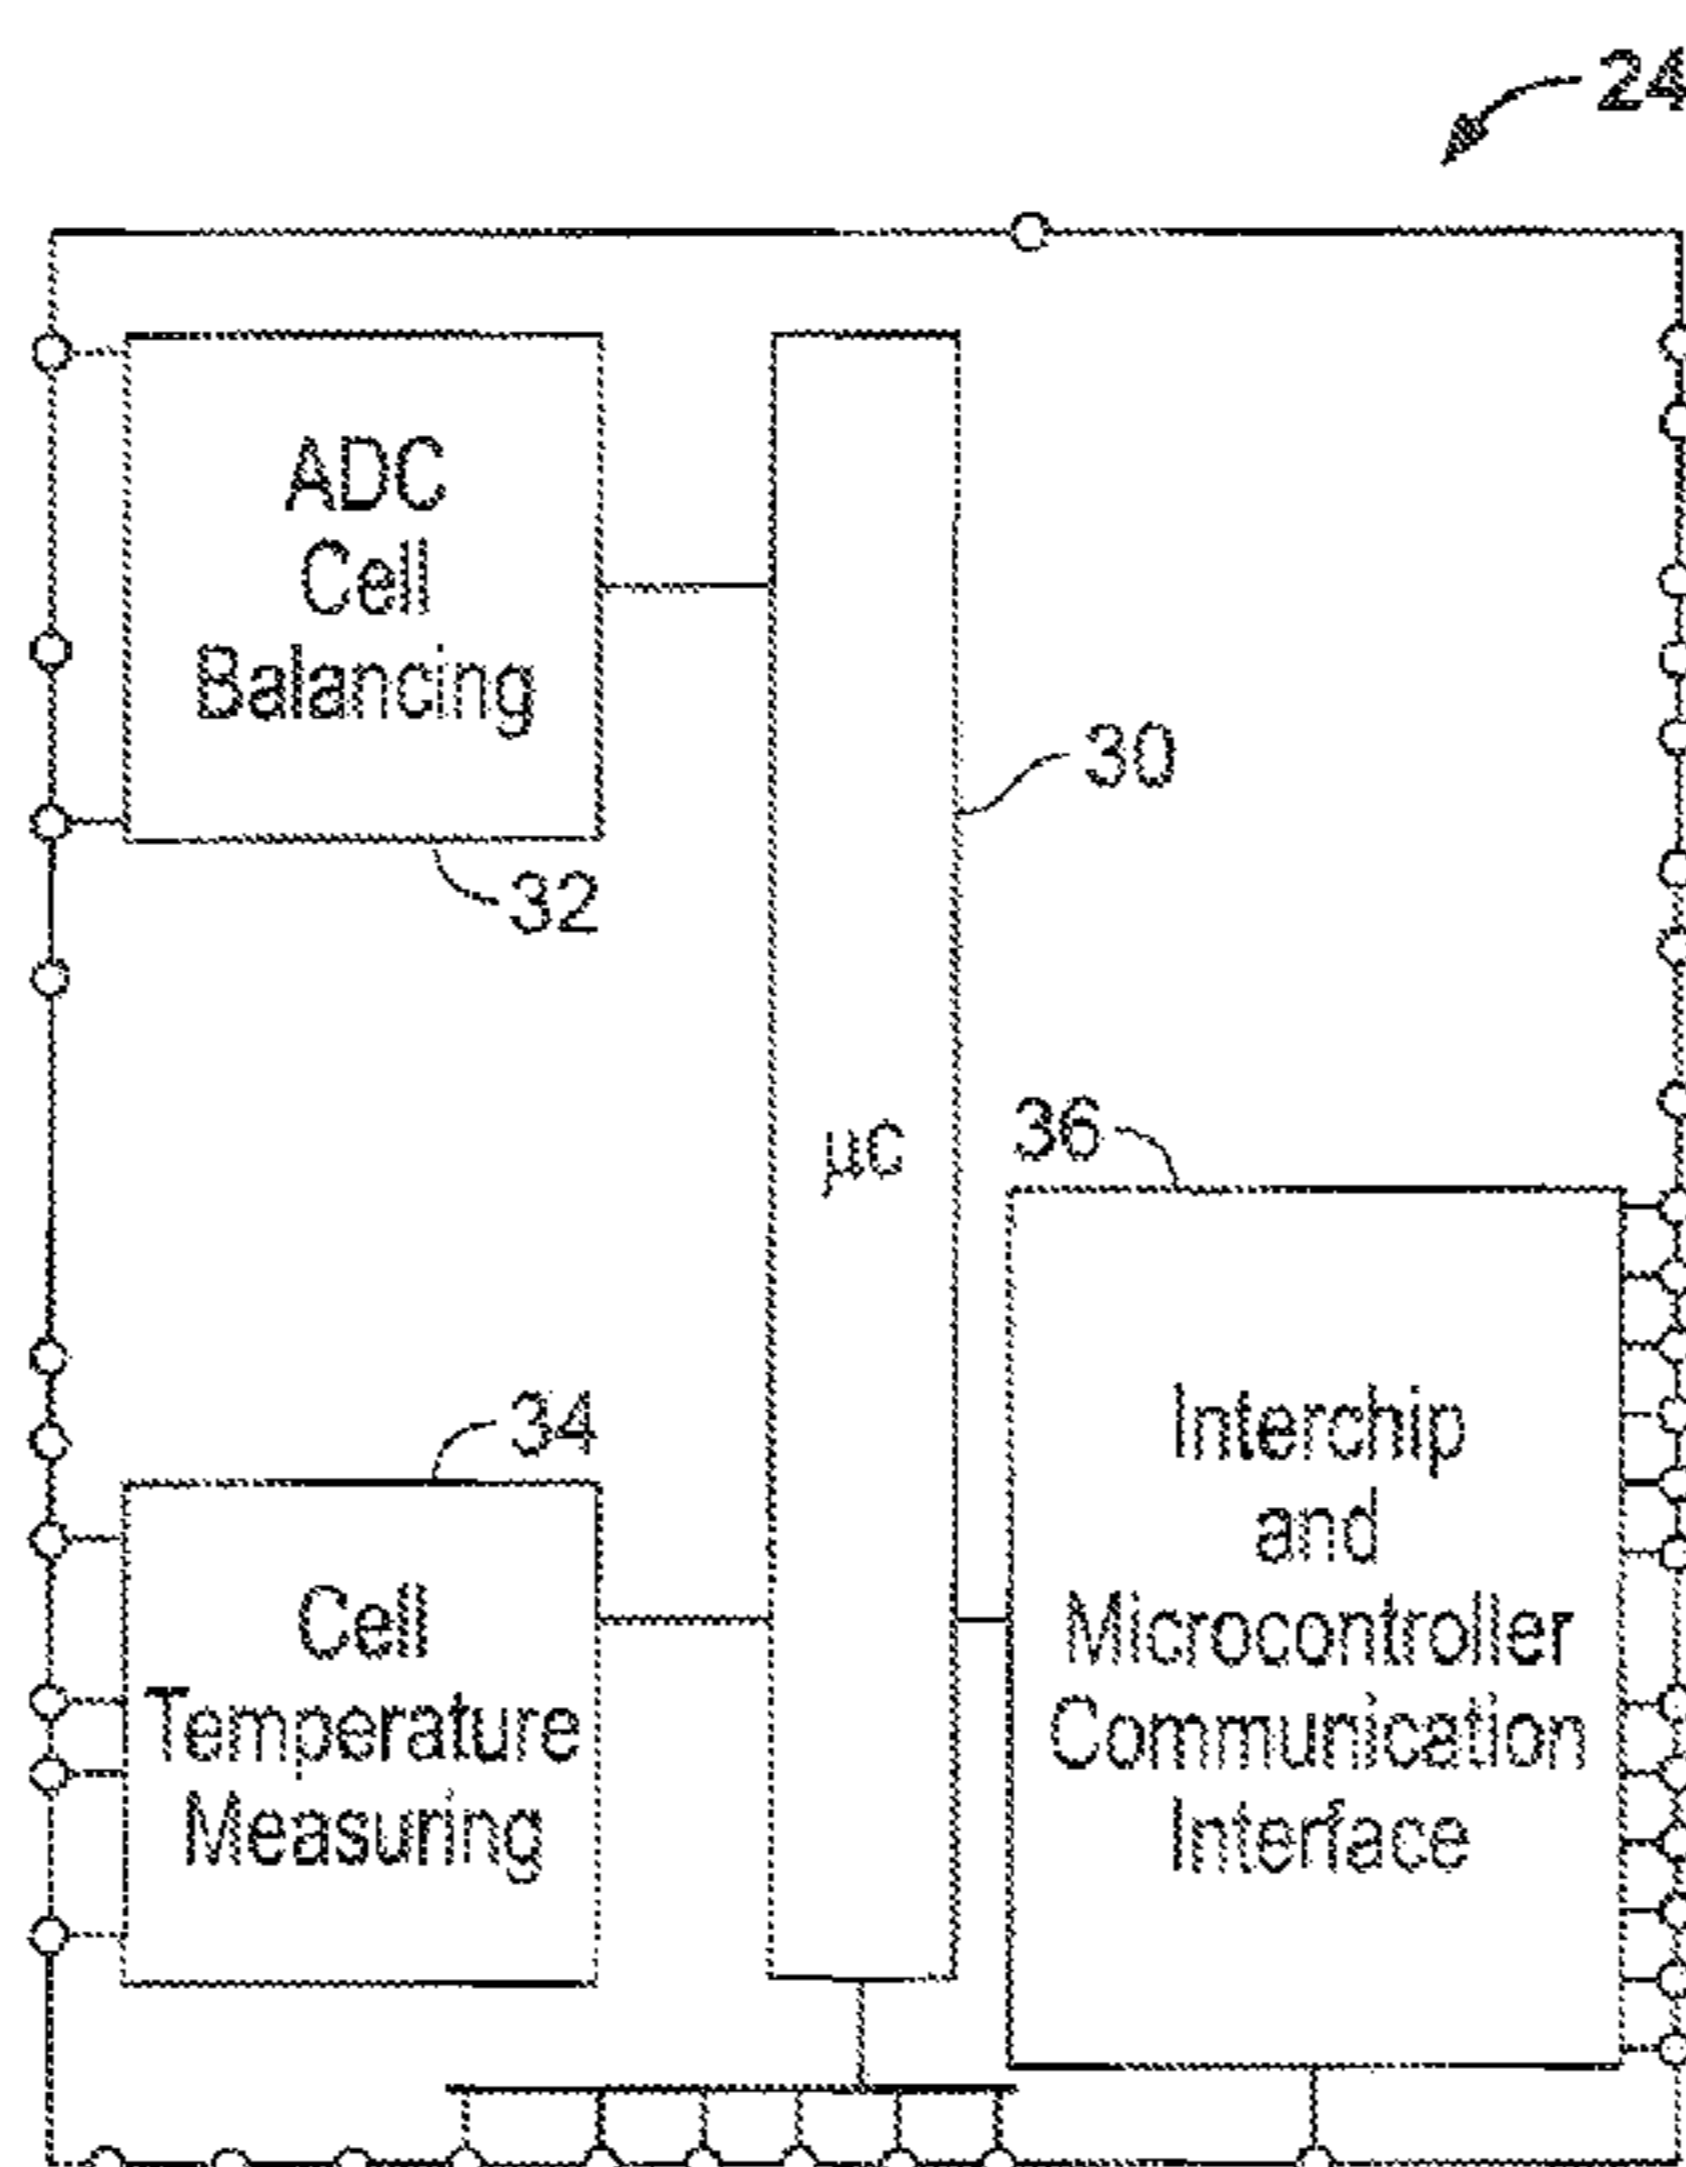 24
ADC
Cell
Balancing
30
32
μc
36
34
Interchip
and
Microcontroller
Communication
Interface
Cell
Temperature
Measuring